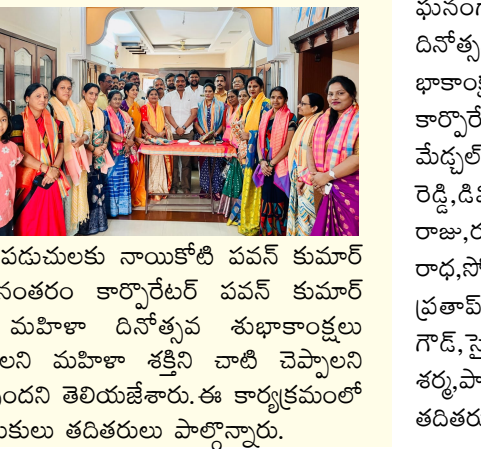 పడుచులకు నాయికోటి పవన్ కుమార్
నంతరం కార్పొరేటర్ పవన్ కుమార్
మహిళా దినోత్సవ శుభాకాంక్షలు
లని మహిళా శక్తిని చాటి చెప్పాలని
ందని తెలియజేశారు.ఈ కార్యక్రమంలో
కులు తదితరులు పాల్గొన్నారు.
ఘనంగ
దినోత్స
భాకాంక్ష
కార్పొరే
మేడ్చల్
రెడ్డి,డివి
రాజు,ర
రాధ,సో
ప్రతాప్
గౌడ్,సై
శర్మ,పా
తదితరు